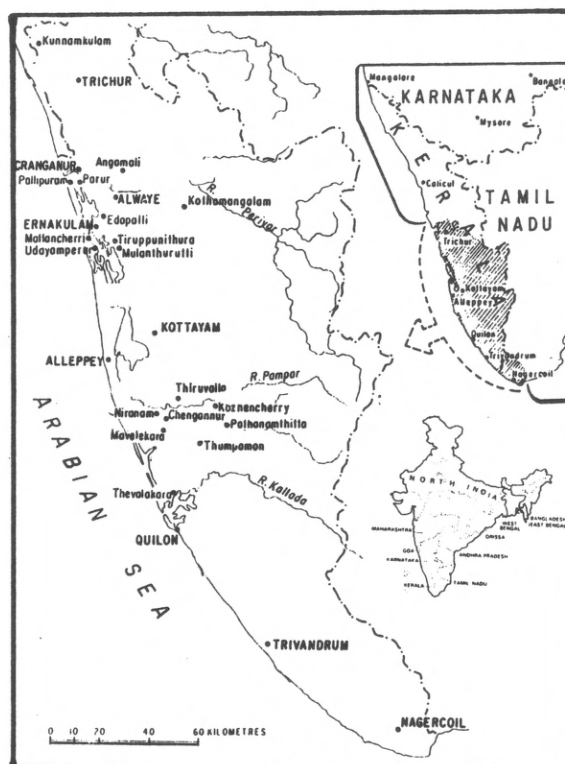 Kunnamkulam
TRICHUR
CRANGANUR
Angamali
Pallipuram
Parur
ALWAYE
R. Periyar
Kothamangalam
ERNAKULAM
Edapalli
Mattancherri
Tiruppunithura
Udayamperur
Mulanthurutti
KOTTAYAM
ALLEPPEY
R. Pampar
Thiruvalla
Kozhencherry
Niranam
Chengannur
Pathanamthitta
Mavelekara
Thumpamon
R. Kallada
Thevalakara
QUILON
ARABIAN SEA
TRIVANDRUM
NAGERCOIL
0 10 20 40 60 KILOMETRES
Mangalore
Bangalo
KARNATAKA
Mysore
KERALA
Calicut
TAMIL
NADU
Trichur
Kottayam
Alleppey
Quilon
Trivandrum
Nagercoil
NORTH INDIA
BANGLADESH
(EAST BENGAL)
WEST
BENGAL
MAHARASHTRA
ORISSA
GOA
ANDHRA PRADESH
KARNATAKA
KERALA
TAMIL NADU